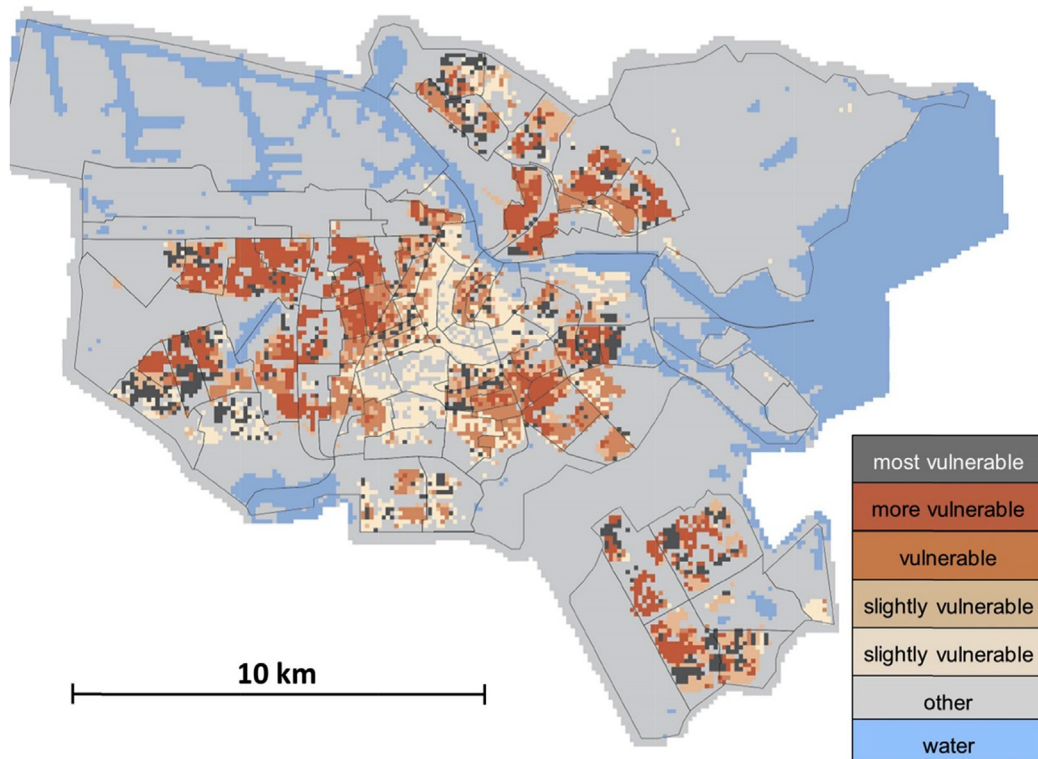 most vulnerable
more vulnerable
vulnerable
slightly vulnerable
slightly vulnerable
other
water
10 km